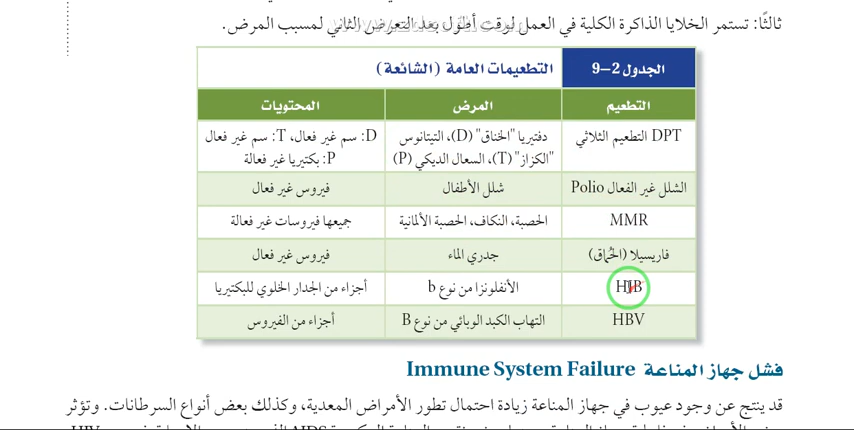 ثالثًا: تستمر الخلايا الذاكرة الكلية في العمل لوقت أطول بعد التعرض الثاني لمسبب المرض.
الجدول 2-9 التطعيمات العامة (الشائعة)
التطعيم المرض المحتويات
DPT التطعيم الثلاثي دفتيريا "الخناق" (D)، التيتانوس "الكزاز" (T)، السعال الديكي (P) D: سم غير فعال، T: سم غير فعال P: بكتيريا غير فعالة
الشلل غير الفعال Polio شلل الأطفال فيروس غير فعال
MMR الحصبة، النكاف، الحصبة الألمانية جميعها فيروسات غير فعالة
فاريسيلا (الحُماق) جدري الماء فيروس غير فعال
HIB الأنفلونزا من نوع b أجزاء من الجدار الخلوي للبكتيريا
HBV التهاب الكبد الوبائي من نوع B أجزاء من الفيروس
فشل جهاز المناعة Immune System Failure
قد ينتج عن وجود عيوب في جهاز المناعة زيادة احتمال تطور الأمراض المعدية، وكذلك بعض أنواع السرطانات. وتؤثر